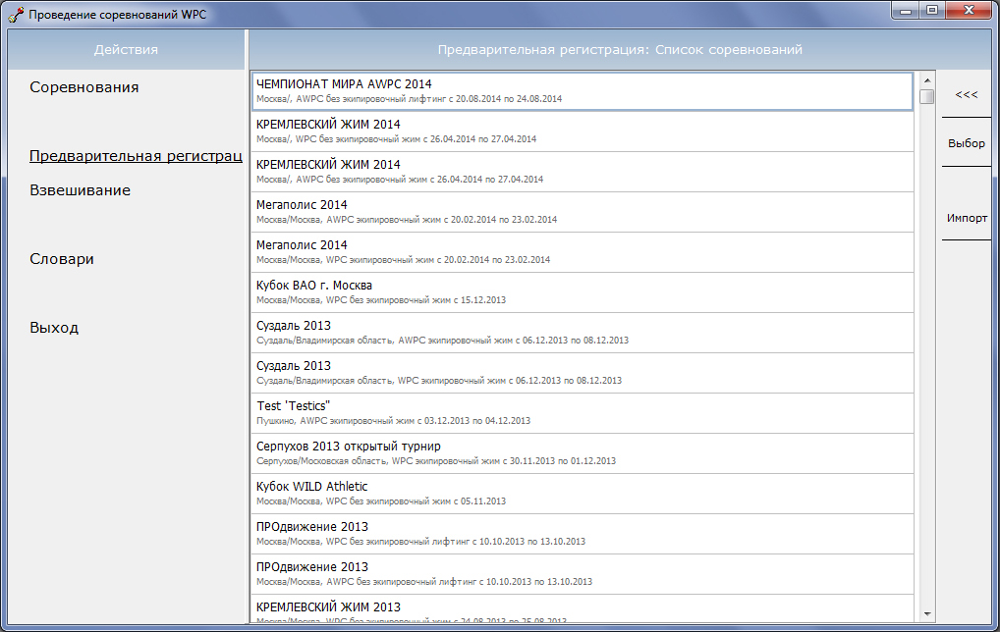 Проведение соревнований WPC
Действия
Предварительная регистрация: Список соревнований
Соревнования
Предварительная регистрац
Взвешивание
Словари
Выход
ЧЕМПИОНАТ МИРА AWPC 2014
Москва/, AWPC без экипировочный лифтинг с 20.08.2014 по 24.08.2014
КРЕМЛЕВСКИЙ ЖИМ 2014
Москва/, WPC без экипировочный жим с 26.04.2014 по 27.04.2014
КРЕМЛЕВСКИЙ ЖИМ 2014
Москва/, AWPC без экипировочный жим с 26.04.2014 по 27.04.2014
Мегаполис 2014
Москва/Москва, AWPC экипировочный жим с 20.02.2014 по 23.02.2014
Мегаполис 2014
Москва/Москва, WPC экипировочный жим с 20.02.2014 по 23.02.2014
Кубок ВАО г. Москва
Москва/Москва, WPC без экипировочный жим с 15.12.2013
Суздаль 2013
Суздаль/Владимирская область, AWPC экипировочный жим с 06.12.2013 по 08.12.2013
Суздаль 2013
Суздаль/Владимирская область, WPC экипировочный жим с 06.12.2013 по 08.12.2013
Test 'Testics"
Пушкино, AWPC экипировочный жим с 03.12.2013 по 04.12.2013
Серпухов 2013 открытый турнир
Серпухов/Московская область, WPC экипировочный жим с 30.11.2013 по 01.12.2013
Кубок WILD Athletic
Москва/Москва, WPC без экипировочный жим с 05.11.2013
ПРОдвижение 2013
Москва/Москва, WPC без экипировочный лифтинг с 10.10.2013 по 13.10.2013
ПРОдвижение 2013
Москва/Москва, AWPC без экипировочный лифтинг с 10.10.2013 по 13.10.2013
КРЕМЛЕВСКИЙ ЖИМ 2013
Москва/Москва, WPC без экипировочный жим с 24.08.2013 по 25.08.2013
<<<
Выбор
Импорт